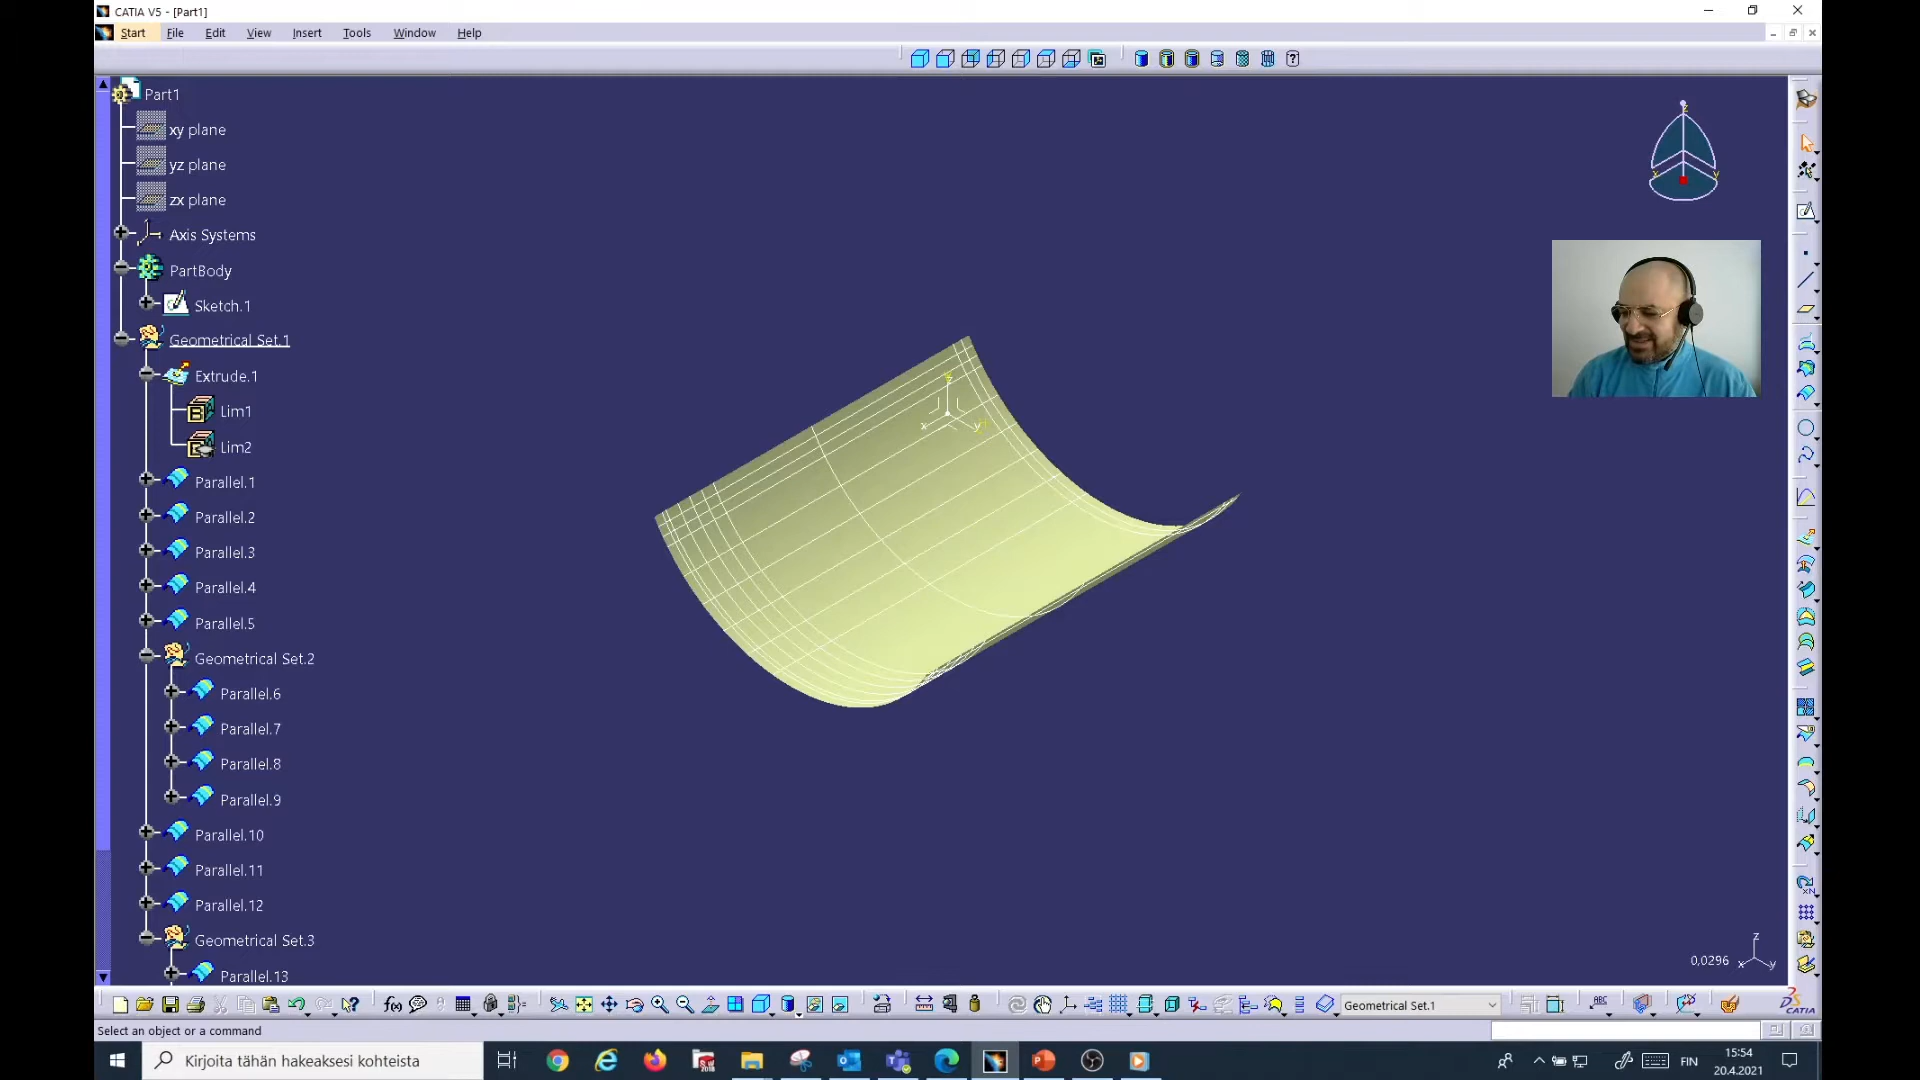 CATIA V5 - [Part1]
Start File Edit View Insert Tools Window Help
Part1
xy plane
yz plane
zx plane
Axis Systems
PartBody
Sketch.1
Geometrical Set.1
Extrude.1
Lim1
Lim2
Parallel.1
Parallel.2
Parallel.3
Parallel.4
Parallel.5
Geometrical Set.2
Parallel.6
Parallel.7
Parallel.8
Parallel.9
Parallel.10
Parallel.11
Parallel.12
Geometrical Set.3
Parallel.13
z
x y
z
x y
0,0296
z
x y
Geometrical Set.1
CATIA
Select an object or a command
Kirjoita tähän hakeaksesi kohteista
FIN
15:54
20.4.2021